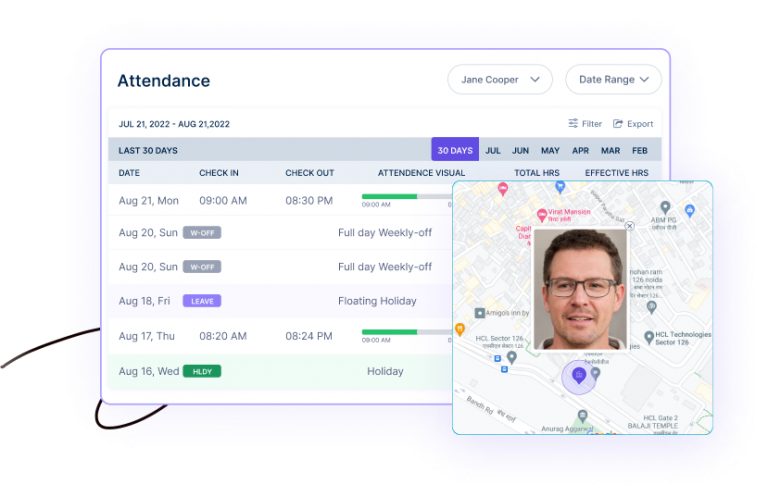 Attendance
Jane Cooper
Date Range
JUL 21, 2022 - AUG 21,2022
Filter
Export
LAST 30 DAYS
30 DAYS JUL JUN MAY APR MAR FEB
DATE CHECK IN CHECK OUT ATTENDENCE VISUAL TOTAL HRS EFFECTIVE HRS
Aug 21, Mon 09:00 AM 08:30 PM
09:00 AM
Aug 20, Sun W-OFF Full day Weekly-off
Aug 20, Sun W-OFF Full day Weekly-off
Aug 18, Fri LEAVE Floating Holiday
Aug 17, Thu 08:20 AM 08:24 PM
09:00 AM
Aug 16, Wed HLDY Holiday
Virat Mansion
ABM PG
Amigos inn by
HCL Sector 126
HCL Technologies
Sector 126
Bandh Rd
HCL Gate 2
BALAJI TEMPLE
Anurag Aggarwal